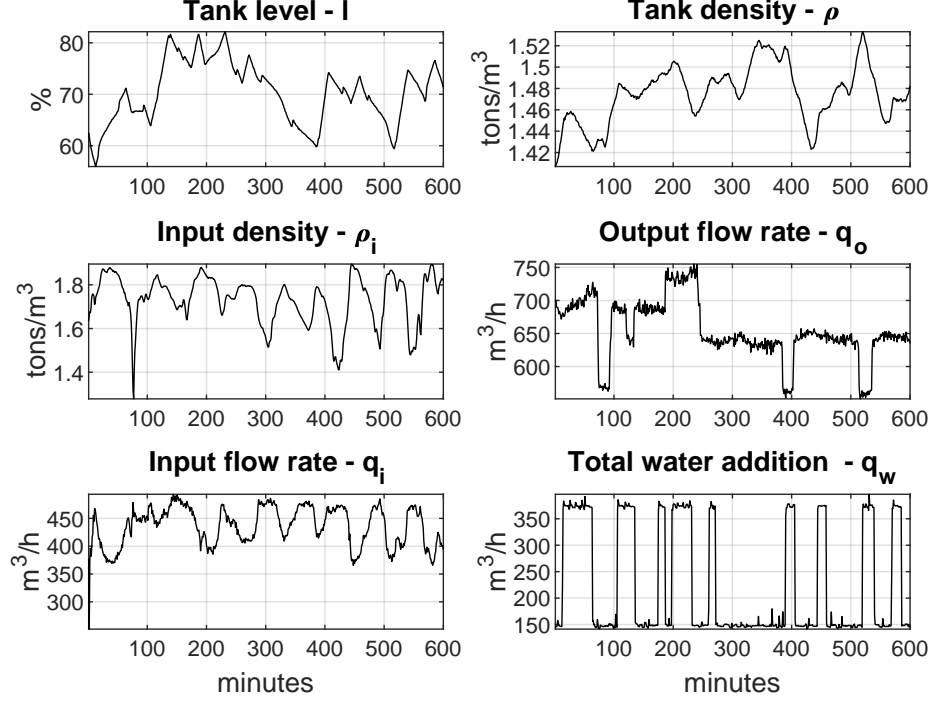 Tank level - l
80
70
60
%
100 200 300 400 500 600
Tank density - ρ
1.52
1.5
1.48
1.46
1.44
1.42
tons/m³
100 200 300 400 500 600
Input density - ρᵢ
1.8
1.6
1.4
tons/m³
100 200 300 400 500 600
Output flow rate - qₒ
750
700
650
600
m³/h
100 200 300 400 500 600
Input flow rate - qᵢ
450
400
350
300
m³/h
100 200 300 400 500 600
minutes
Total water addition - q_w
350
300
250
200
150
m³/h
100 200 300 400 500 600
minutes